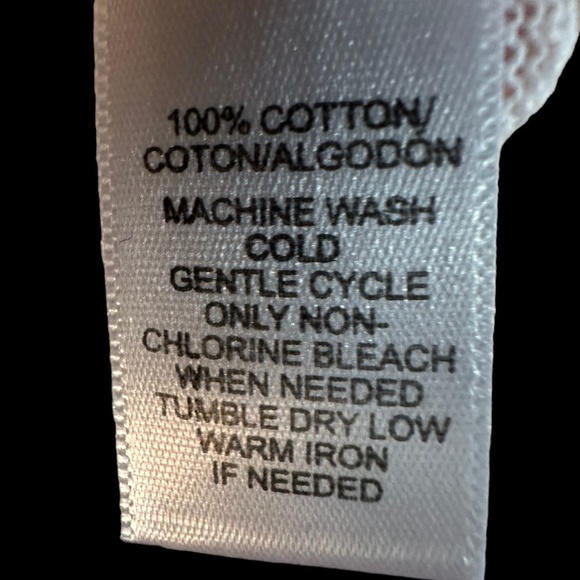 100% COTTON/
COTON/ALGODON
MACHINE WASH
COLD
GENTLE CYCLE
ONLY NON-
CHLORINE BLEACH
WHEN NEEDED
TUMBLE DRY LOW
WARM IRON
IF NEEDED